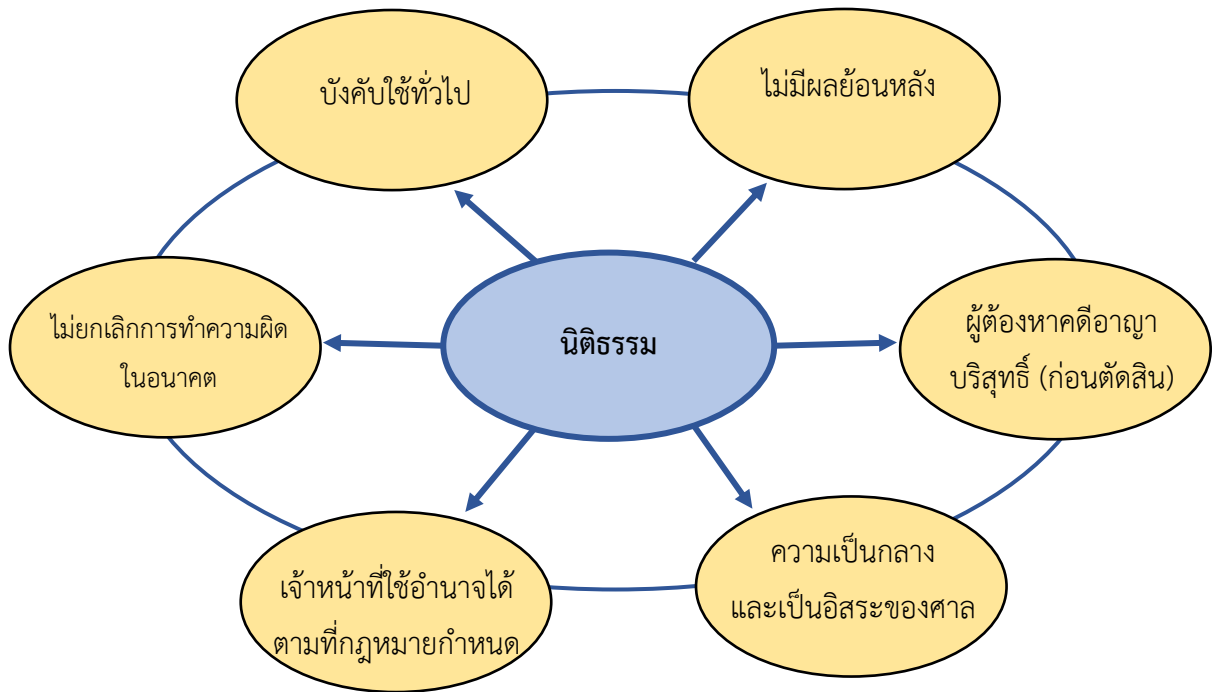 บังคับใช้ทั่วไป
ไม่มีผลย้อนหลัง
ไม่ยกเลิกการทำความผิด
ในอนาคต
นิติธรรม
ผู้ต้องหาคดีอาญา
บริสุทธิ์ (ก่อนตัดสิน)
เจ้าหน้าที่ใช้อำนาจได้
ตามที่กฎหมายกำหนด
ความเป็นกลาง
และเป็นอิสระของศาล